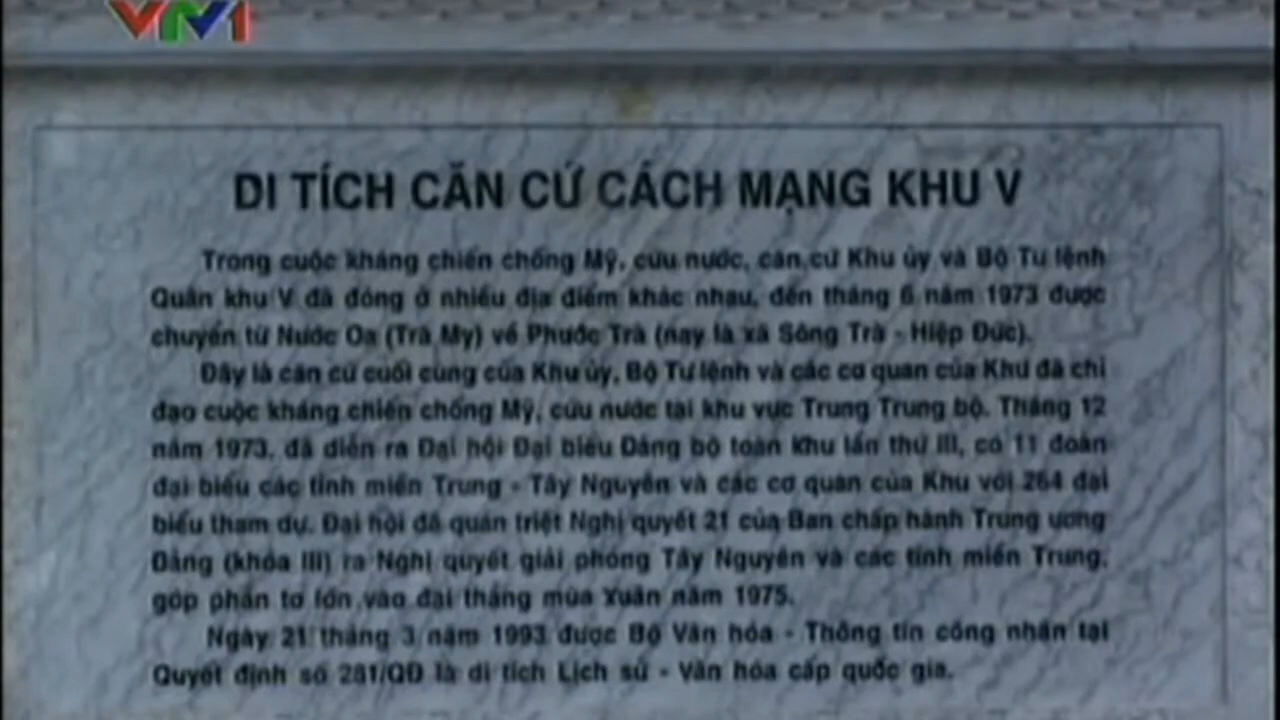 VTV1
DI TÍCH CĂN CỨ CÁCH MẠNG KHU V
Trong cuộc kháng chiến chống Mỹ, cứu nước, căn cứ Khu ủy và Bộ Tư lệnh
Quân khu V đã đóng ở nhiều địa điểm khác nhau, đến tháng 6 năm 1973 được
chuyển từ Nước Oa (Trà My) về Phước Trà (nay là xã Sông Trà - Hiệp Đức).
Đây là căn cứ cuối cùng của Khu ủy, Bộ Tư lệnh và các cơ quan của Khu đã chỉ
đạo cuộc kháng chiến chống Mỹ, cứu nước tại khu vực Trung Trung bộ. Tháng 12
năm 1973, đã diễn ra Đại hội Đại biểu Đảng bộ toàn khu lần thứ III, có 11 đoàn
đại biểu các tỉnh miền Trung - Tây Nguyên và các cơ quan của Khu với 264 đại
biểu tham dự. Đại hội đã quán triệt Nghị quyết 21 của Ban chấp hành Trung ương
Đảng (khóa III) ra Nghị quyết giải phóng Tây Nguyên và các tỉnh miền Trung,
góp phần to lớn vào đại thắng mùa Xuân năm 1975.
Ngày 21 tháng 3 năm 1993 được Bộ Văn hóa - Thông tin công nhận tại
Quyết định số 281/QĐ là di tích Lịch sử - Văn hóa cấp quốc gia.